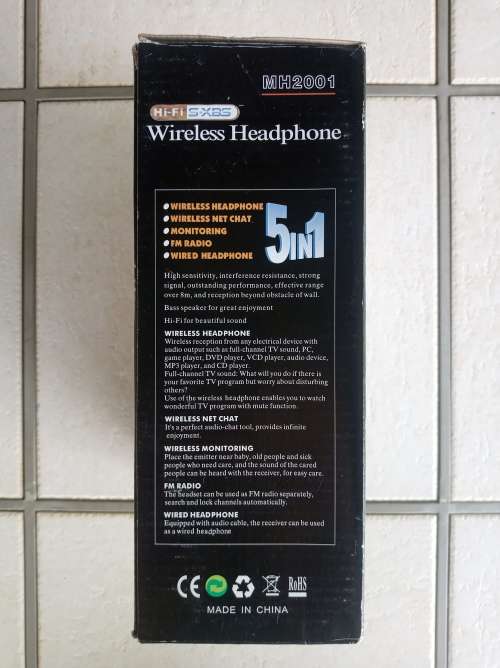 MH2001
Hi-Fi S-XBS
Wireless Headphone
WIRELESS HEADPHONE
WIRELESS NET CHAT
MONITORING
FM RADIO
WIRED HEADPHONE
5IN1
High sensitivity, interference resistance, strong
signal, outstanding performance, effective range
over 8m, and reception beyond obstacle of wall.
Bass speaker for great enjoyment
Hi-Fi for beautiful sound
WIRELESS HEADPHONE
Wireless reception from any electrical device with
audio output such as full-channel TV sound, PC,
game player, DVD player, VCD player, audio device,
MP3 player, and CD player.
Full-channel TV sound: What will you do if there is
your favorite TV program but worry about disturbing
others?
Use of the wireless headphone enables you to watch
wonderful TV program with mute function.
WIRELESS NET CHAT
It's a perfect audio-chat tool, provides infinite
enjoyment.
WIRELESS MONITORING
Place the emitter near baby, old people and sick
people who need care, and the sound of the cared
people can be heard with the receiver, for easy care.
FM RADIO
The headset can be used as FM radio separately,
search and lock channels automatically.
WIRED HEADPHONE
Equipped with audio cable, the receiver can be used
as a wired headphone
CE
RoHS
MADE IN CHINA